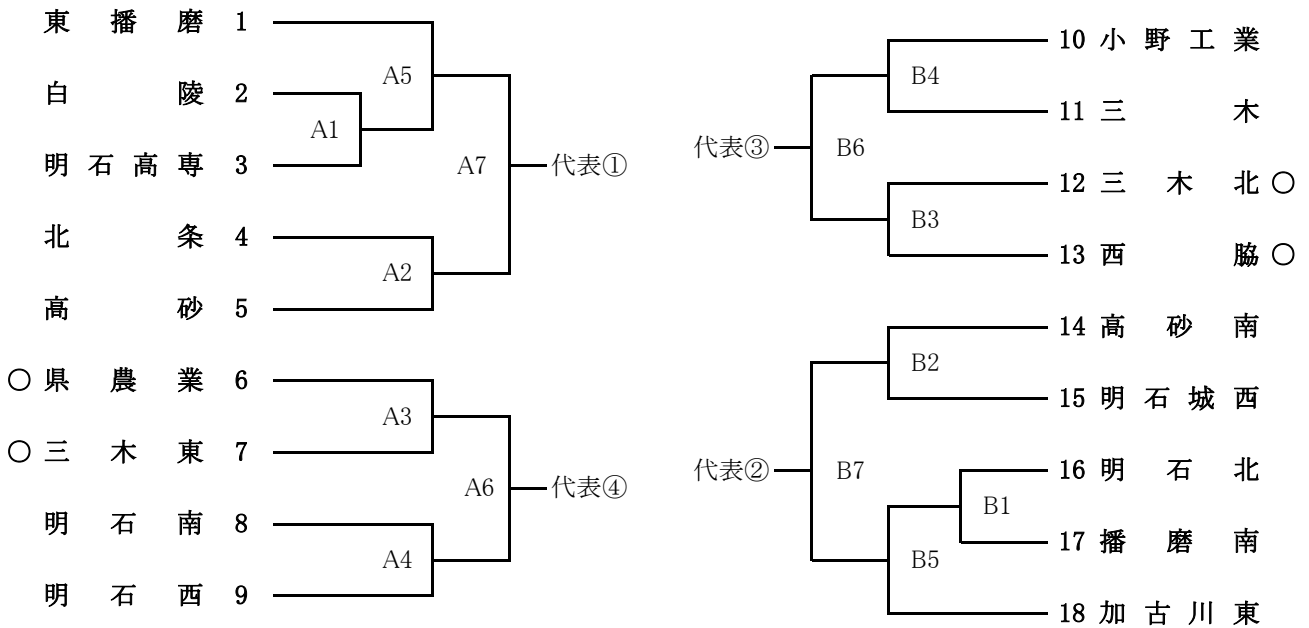 東播磨 1
A5
白陵 2
A1
明石高専 3
A7
代表①
北条 4
A2
高砂 5
○ 県農業 6
A3
○ 三木東 7
A6
代表④
明石南 8
A4
明石西 9
10 小野工業
B4
11 三木
代表③
B6
12 三木北 ○
B3
13 西脇 ○
14 高砂南
B2
15 明石城西
代表②
B7
16 明石北
B1
17 播磨南
B5
18 加古川東